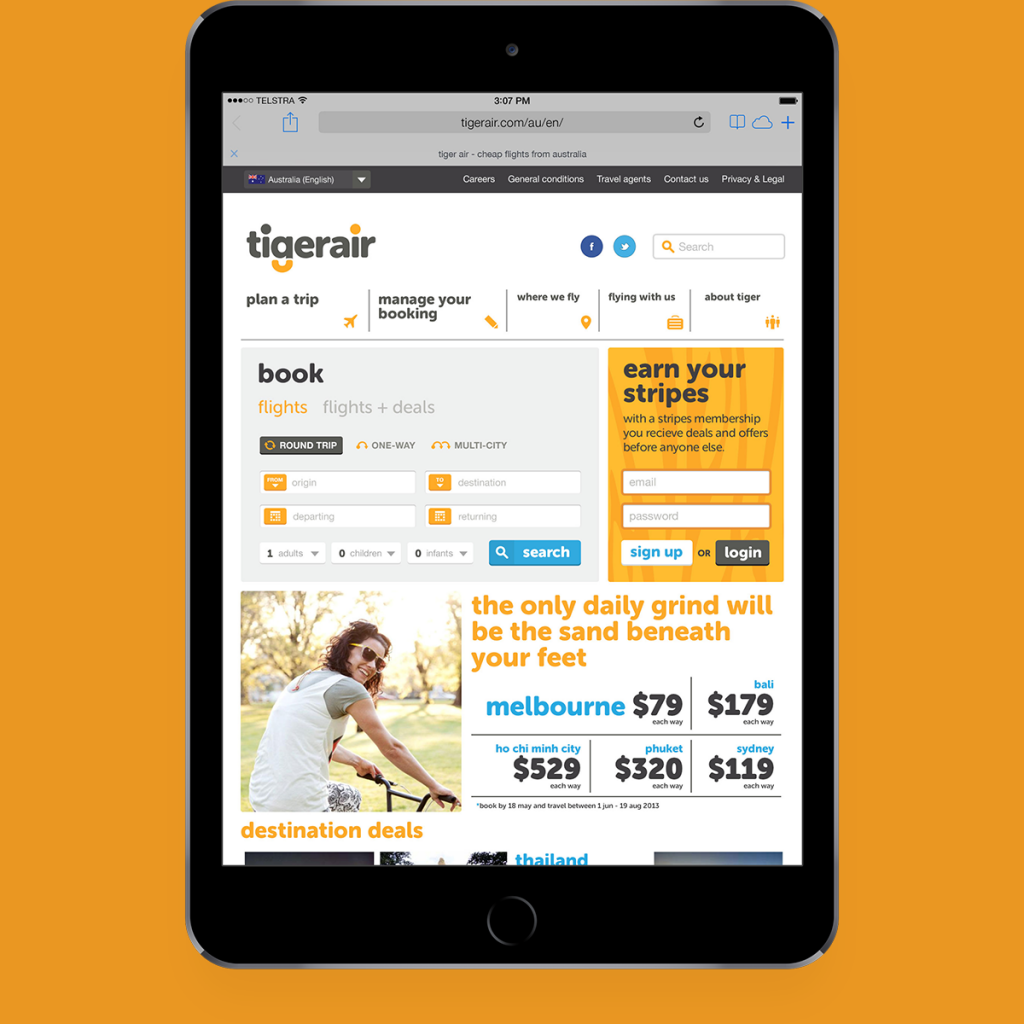 TELSTRA 3:07 PM
tigerair.com/au/en/
tiger air - cheap flights from australia
Australia (English) Careers General conditions Travel agents Contact us Privacy & Legal
tigerair
f
Search
plan a trip
manage your
booking
where we fly
flying with us
about tiger
book
flights flights + deals
ROUND TRIP ONE-WAY MULTI-CITY
FROM origin TO destination
departing returning
1 adults 0 children 0 infants search
earn your
stripes
with a stripes membership
you recieve deals and offers
before anyone else.
email
password
sign up OR login
the only daily grind will
be the sand beneath
your feet
melbourne $79
each way
bali
$179
each way
ho chi minh city
$529
each way
phuket
$320
each way
sydney
$119
each way
*book by 18 may and travel between 1 jun - 19 aug 2013
destination deals
thailand